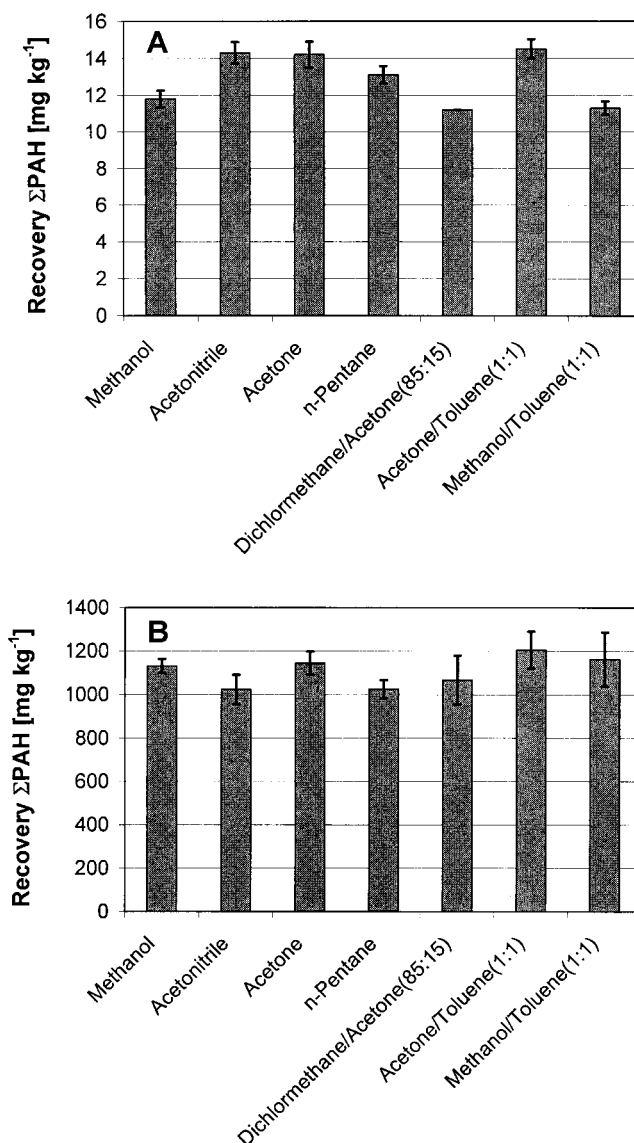 A
Recovery ΣPAH [mg kg-1]
16
14
12
10
8
6
4
2
0
Methanol
Acetonitrile
Acetone
n-Pentane
Dichlormethane/Acetone(85:15)
Acetone/Toluene(1:1)
Methanol/Toluene(1:1)
B
Recovery ΣPAH [mg kg-1]
1400
1200
1000
800
600
400
200
0
Methanol
Acetonitrile
Acetone
n-Pentane
Dichlormethane/Acetone(85:15)
Acetone/Toluene(1:1)
Methanol/Toluene(1:1)